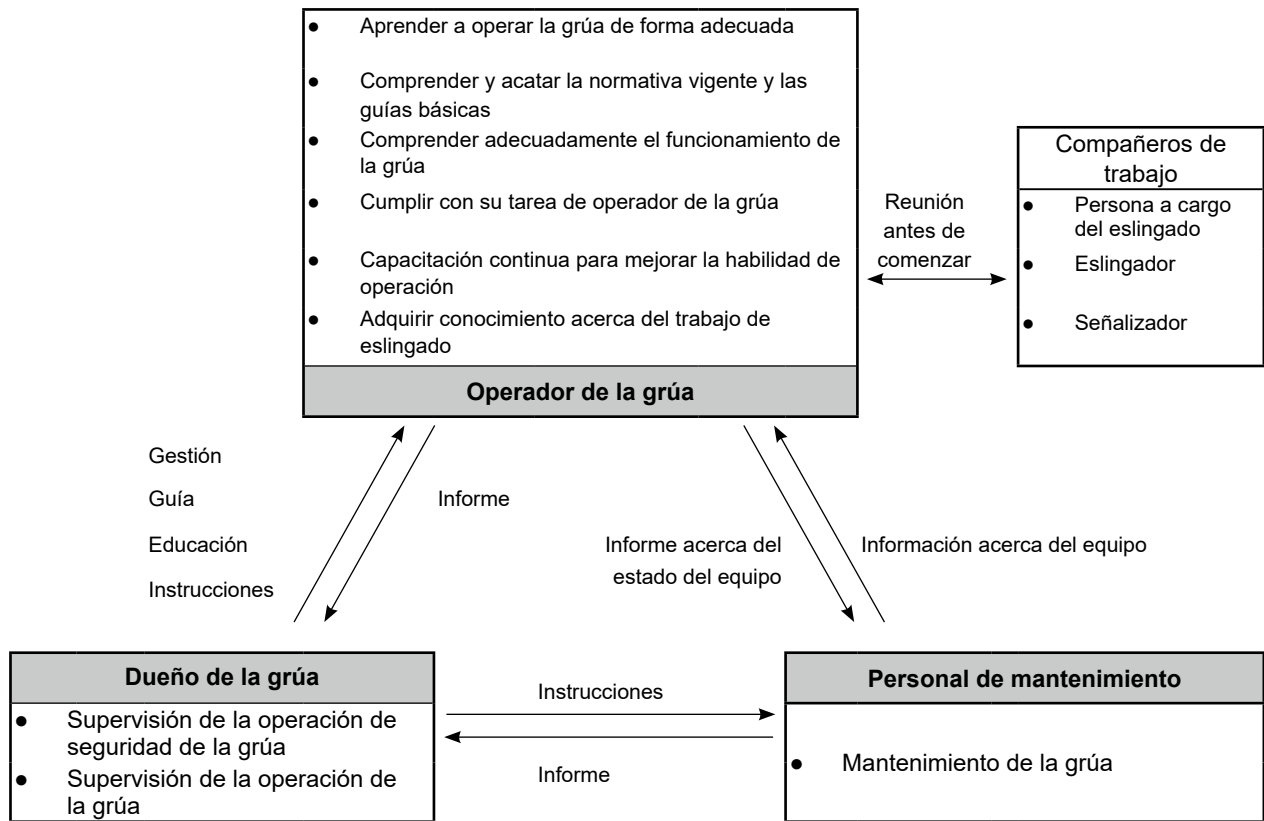 ● Aprender a operar la grúa de forma adecuada
● Comprender y acatar la normativa vigente y las
guías básicas
● Comprender adecuadamente el funcionamiento de
la grúa
● Cumplir con su tarea de operador de la grúa
● Capacitación continua para mejorar la habilidad de
operación
● Adquirir conocimiento acerca del trabajo de
eslingado
Operador de la grúa
Reunión
antes de
comenzar
Compañeros de
trabajo
● Persona a cargo
del eslingado
● Eslingador
● Señalizador
Gestión
Guía
Educación
Instrucciones
Informe
Informe acerca del
estado del equipo
Información acerca del equipo
Dueño de la grúa
● Supervisión de la operación de
seguridad de la grúa
● Supervisión de la operación de
la grúa
Instrucciones
Informe
Personal de mantenimiento
● Mantenimiento de la grúa